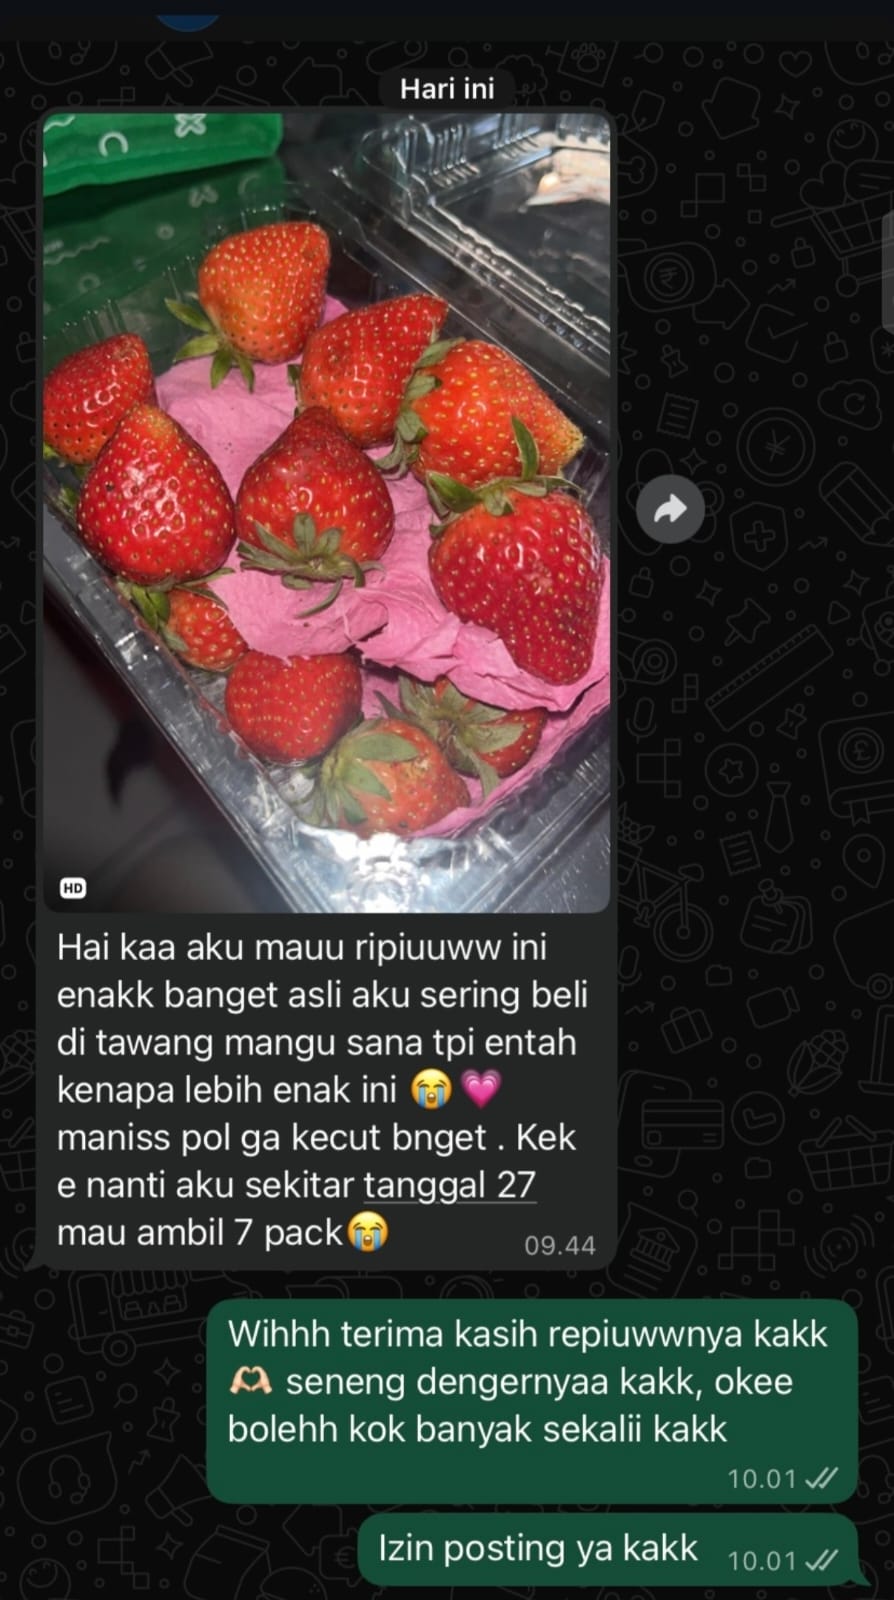 Hari ini
HD
Hai kaa aku mauu ripiuuww ini
enakk banget asli aku sering beli
di tawang mangu sana tpi entah
kenapa lebih enak ini 😭💗
maniss pol ga kecut bnget . Kek
e nanti aku sekitar tanggal 27
mau ambil 7 pack😭
09.44
Wihhh terima kasih repiuwwnya kakk
🫶🏻 seneng dengernyaa kakk, okee
bolehh kok banyak sekalii kakk
10.01
Izin posting ya kakk
10.01